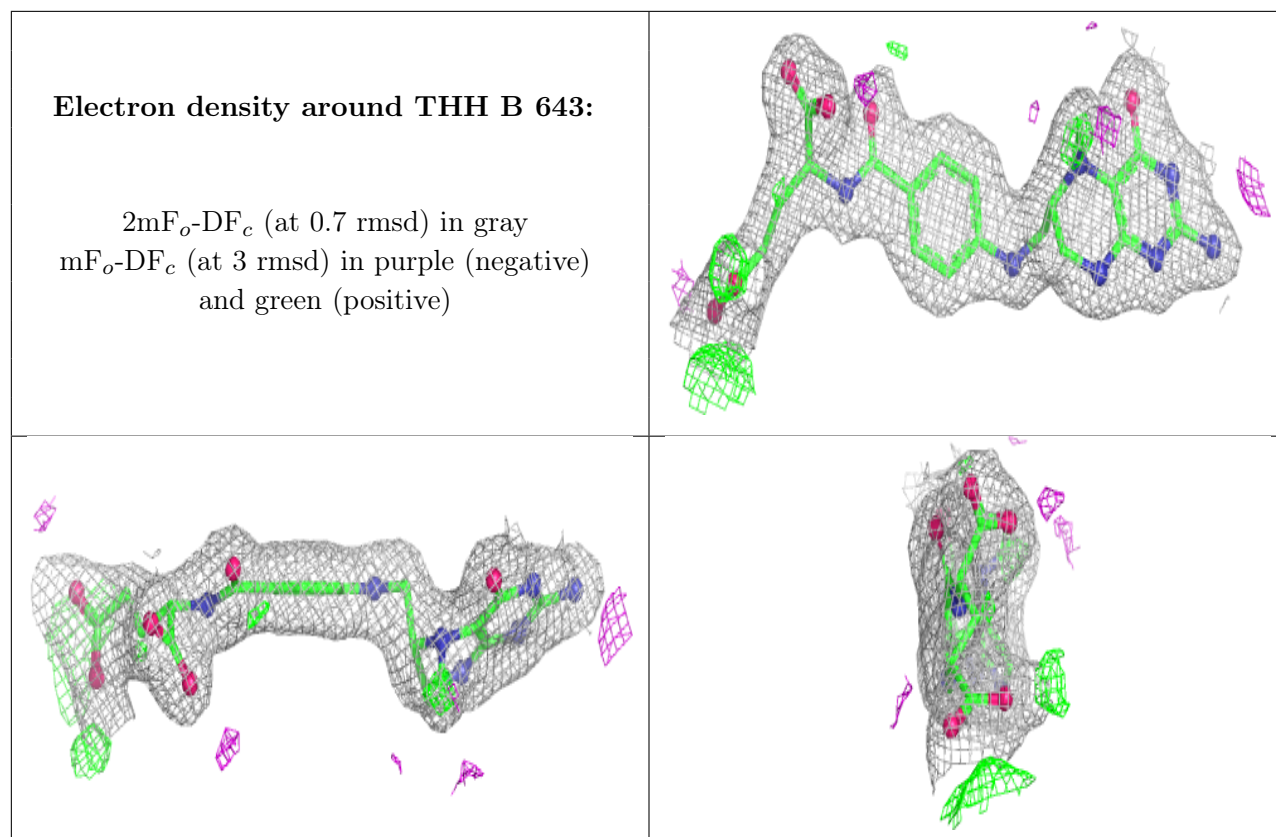 Electron density around THH B 643:
2mFₒ-DF𝒸 (at 0.7 rmsd) in gray
mFₒ-DF𝒸 (at 3 rmsd) in purple (negative)
and green (positive)